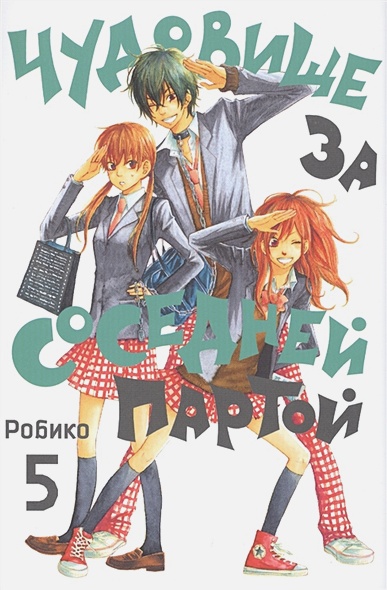 ЧУДОВИЩЕ
ЗА
СОСЕДНЕЙ
ПАРТОЙ
Робико
5